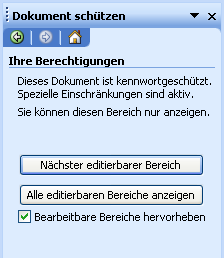 Dokument schützen
Ihre Berechtigungen
Dieses Dokument ist kennwortgeschützt.
Spezielle Einschränkungen sind aktiv.
Sie können diesen Bereich nur anzeigen.
Nächster editierbarer Bereich
Alle editierbaren Bereiche anzeigen
Bearbeitbare Bereiche hervorheben